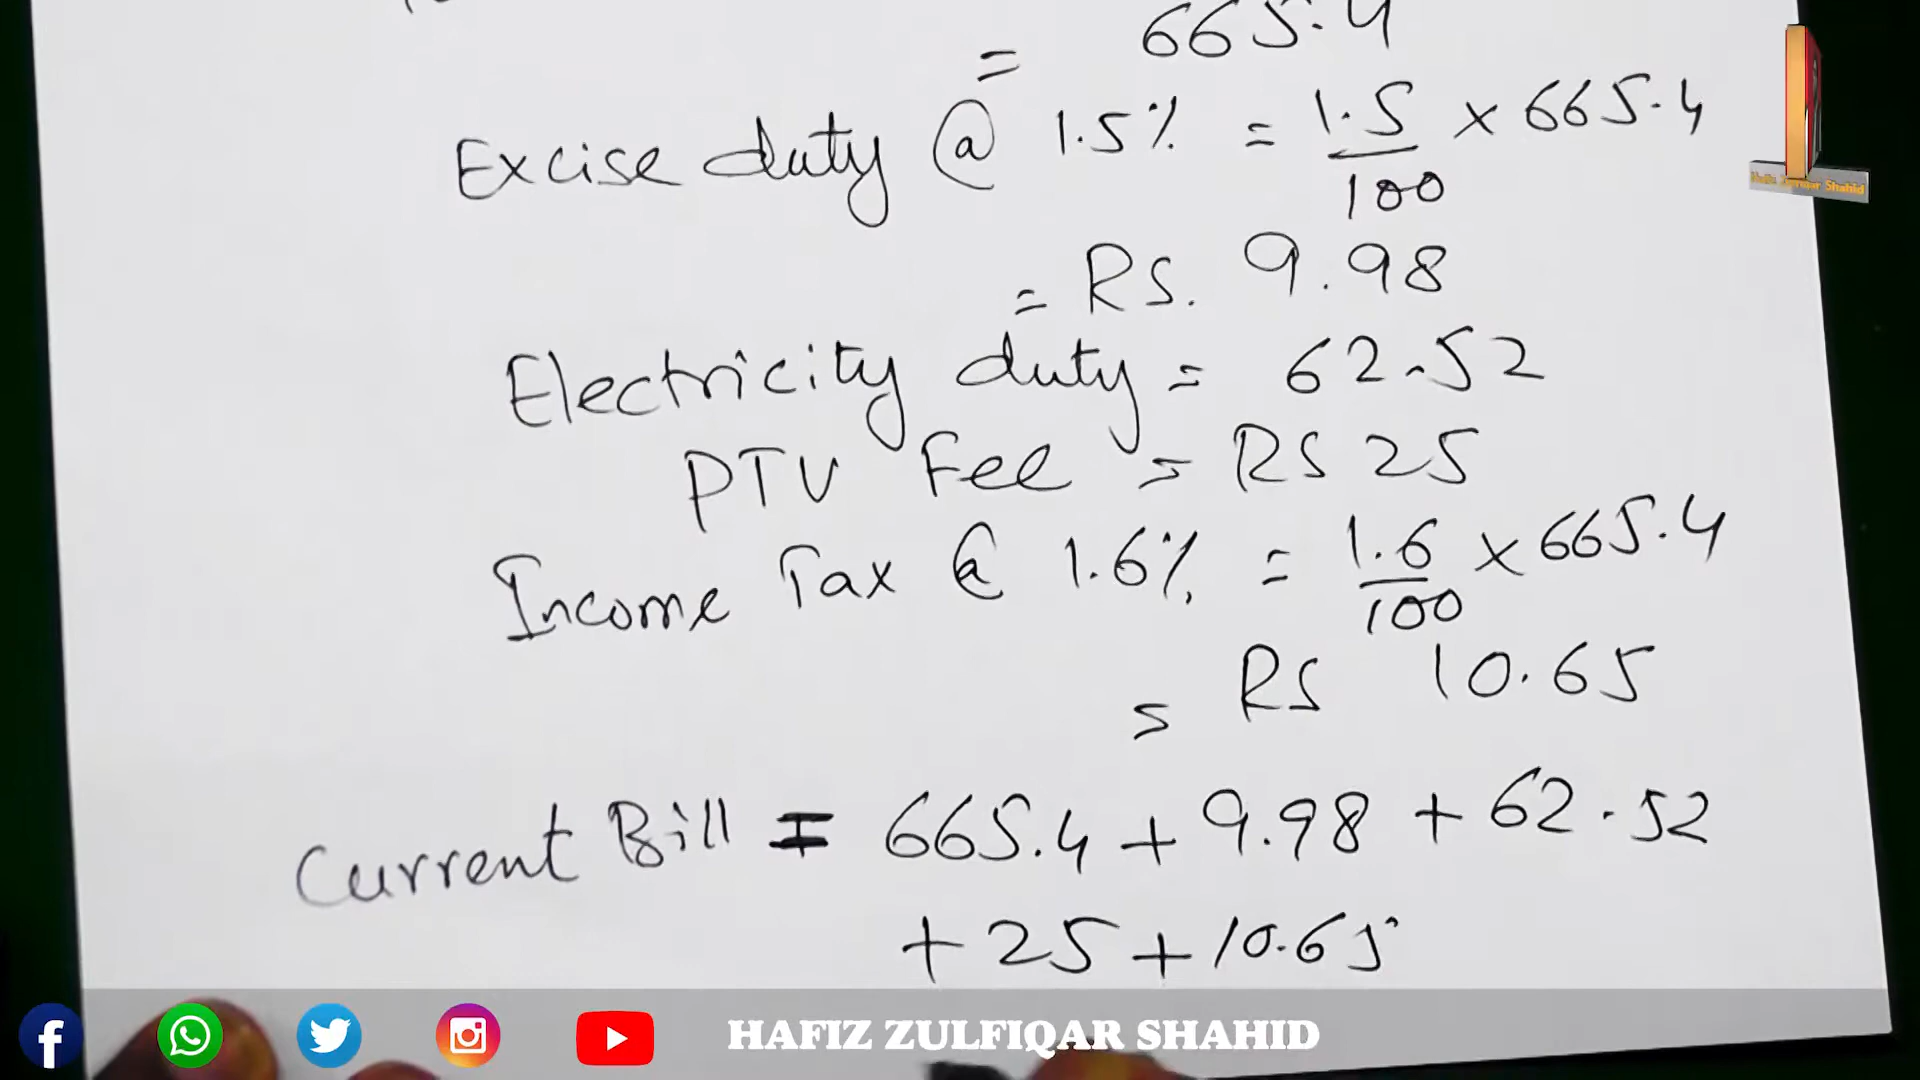 = 665.4
Excise duty @ 1.5% = 1.5/100 × 665.4
= RS. 9.98
Electricity duty = 62.52
PTV Fee = RS 25
Income Tax @ 1.6% = 1.6/100 × 665.4
= RS 10.65
Current Bill = 665.4 + 9.98 + 62.52
+ 25 + 10.65
HAFIZ ZULFIQAR SHAHID